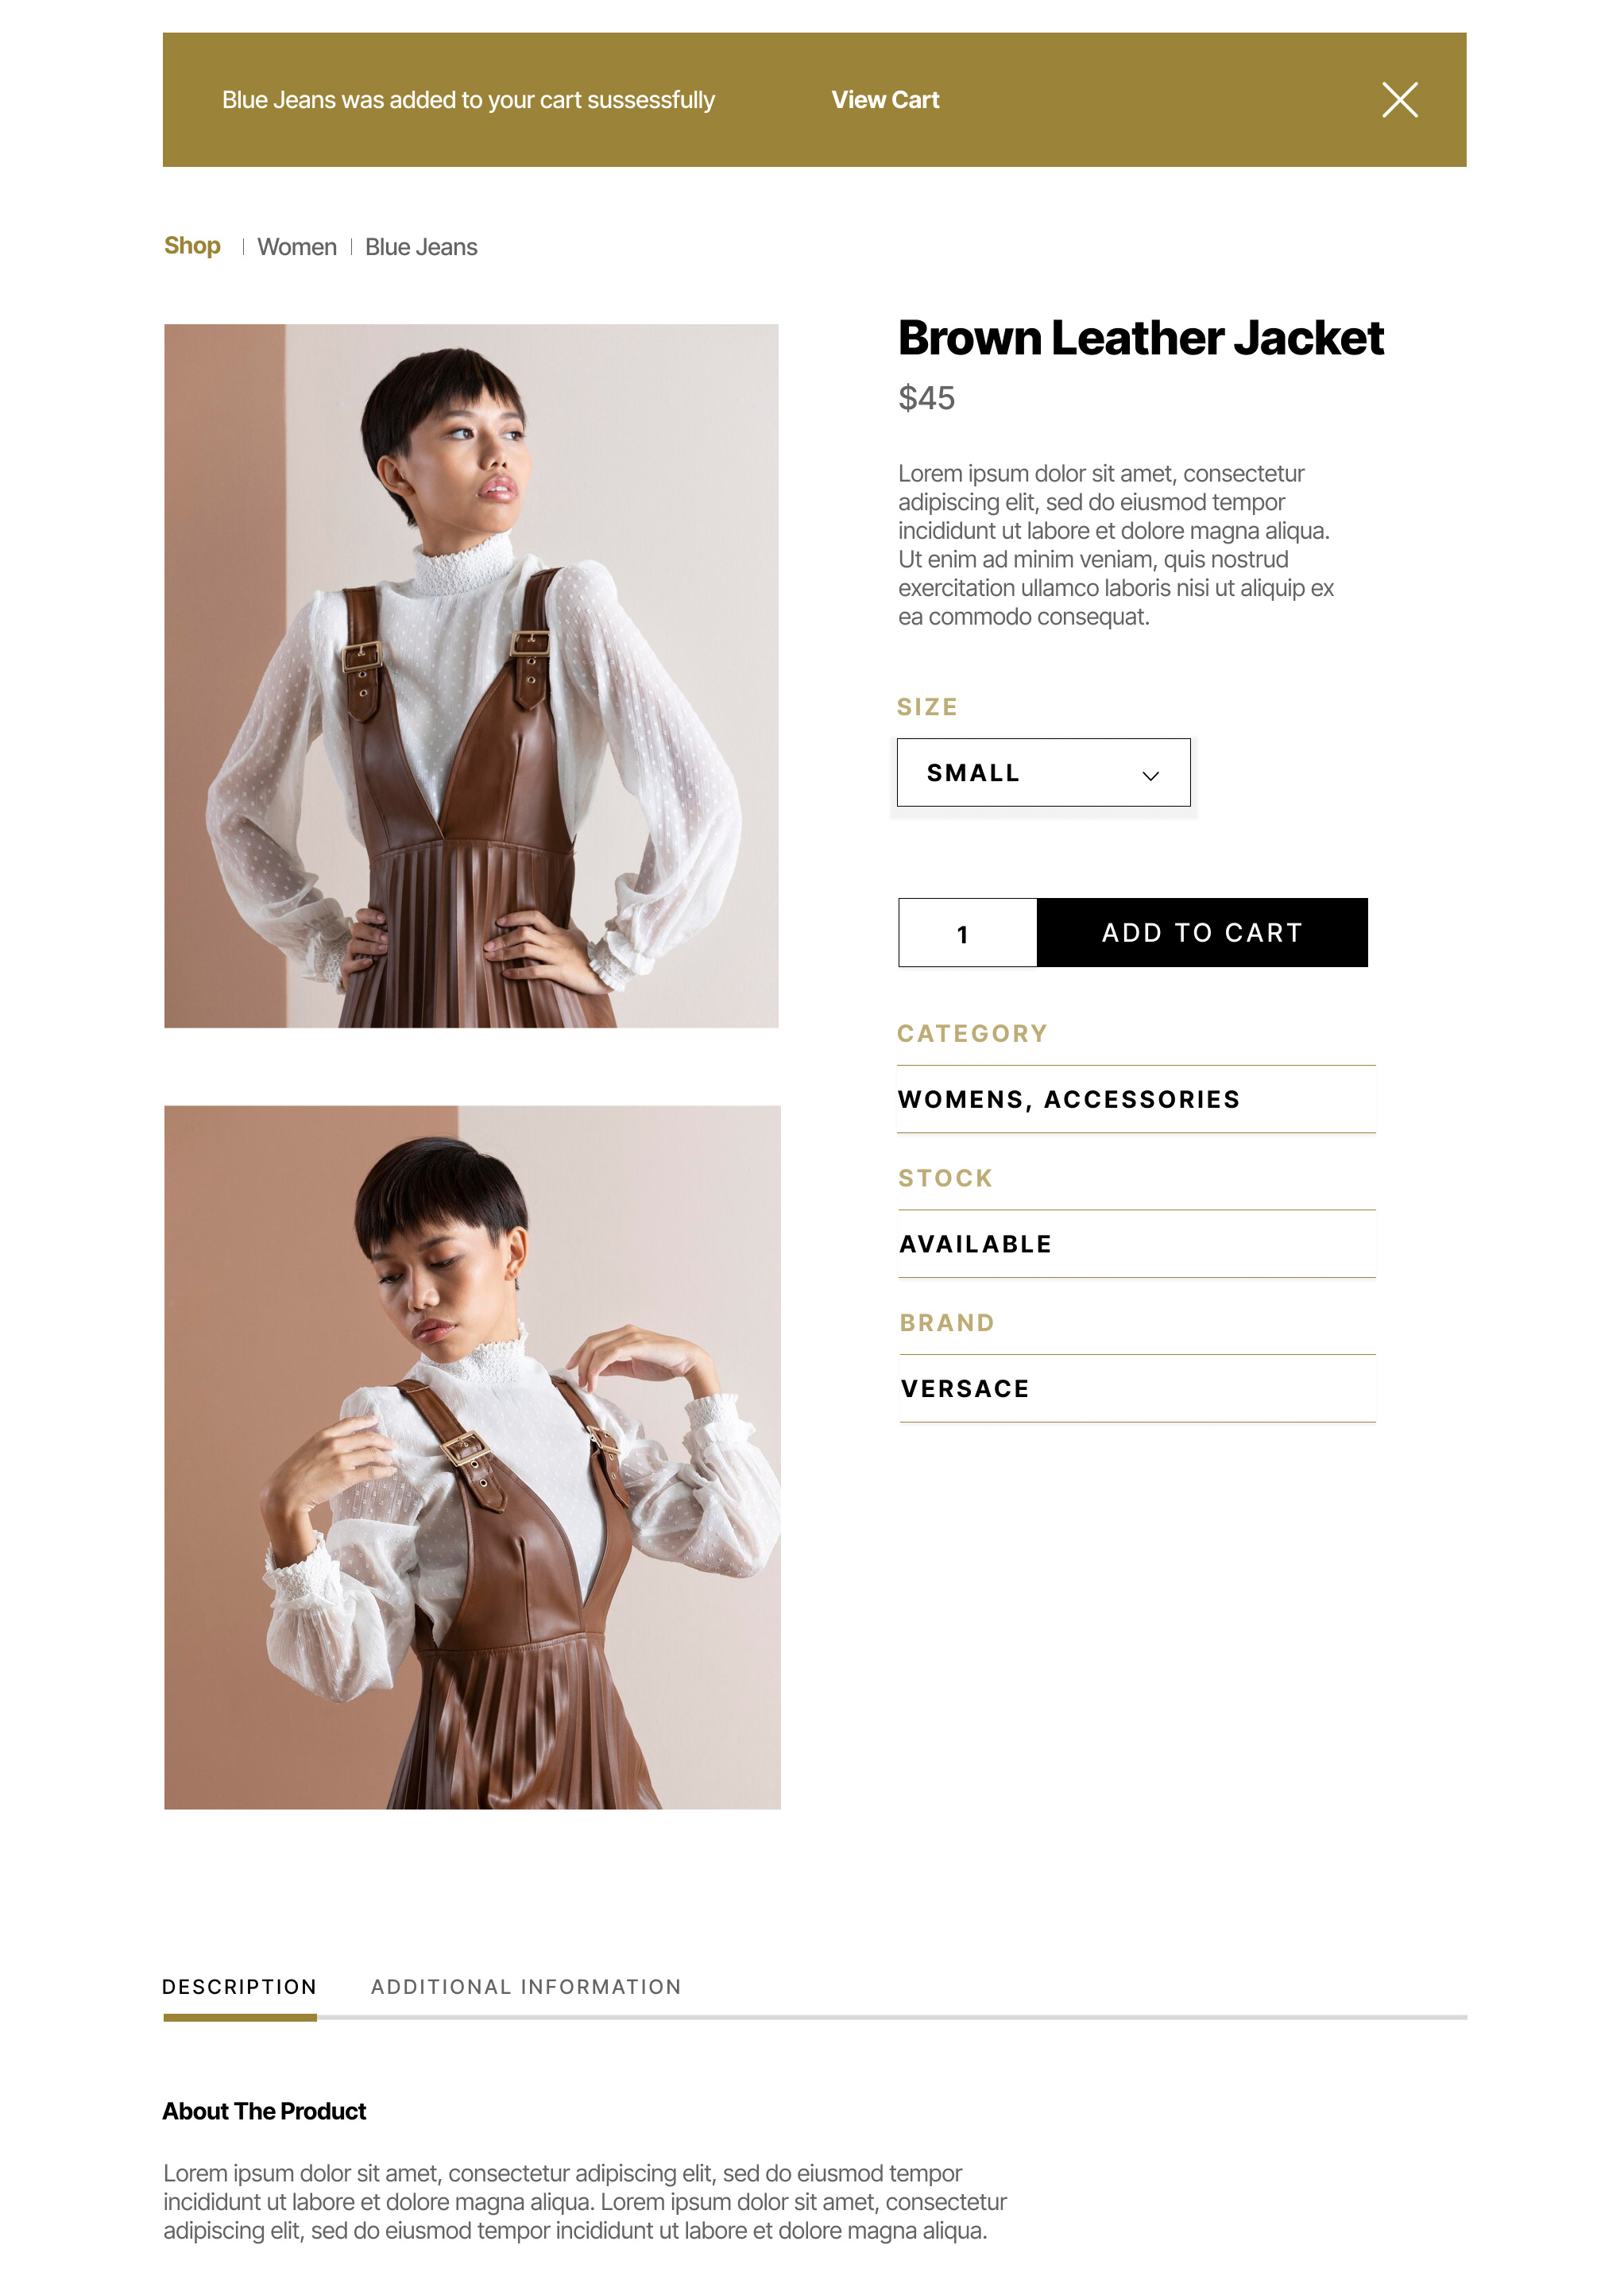 Blue Jeans was added to your cart sussessfully
View Cart
Shop | Women | Blue Jeans
Brown Leather Jacket
$45
Lorem ipsum dolor sit amet, consectetur
adipiscing elit, sed do eiusmod tempor
incididunt ut labore et dolore magna aliqua.
Ut enim ad minim veniam, quis nostrud
exercitation ullamco laboris nisi ut aliquip ex
ea commodo consequat.
SIZE
SMALL
1
ADD TO CART
CATEGORY
WOMENS, ACCESSORIES
STOCK
AVAILABLE
BRAND
VERSACE
DESCRIPTION
ADDITIONAL INFORMATION
About The Product
Lorem ipsum dolor sit amet, consectetur adipiscing elit, sed do eiusmod tempor
incididunt ut labore et dolore magna aliqua. Lorem ipsum dolor sit amet, consectetur
adipiscing elit, sed do eiusmod tempor incididunt ut labore et dolore magna aliqua.